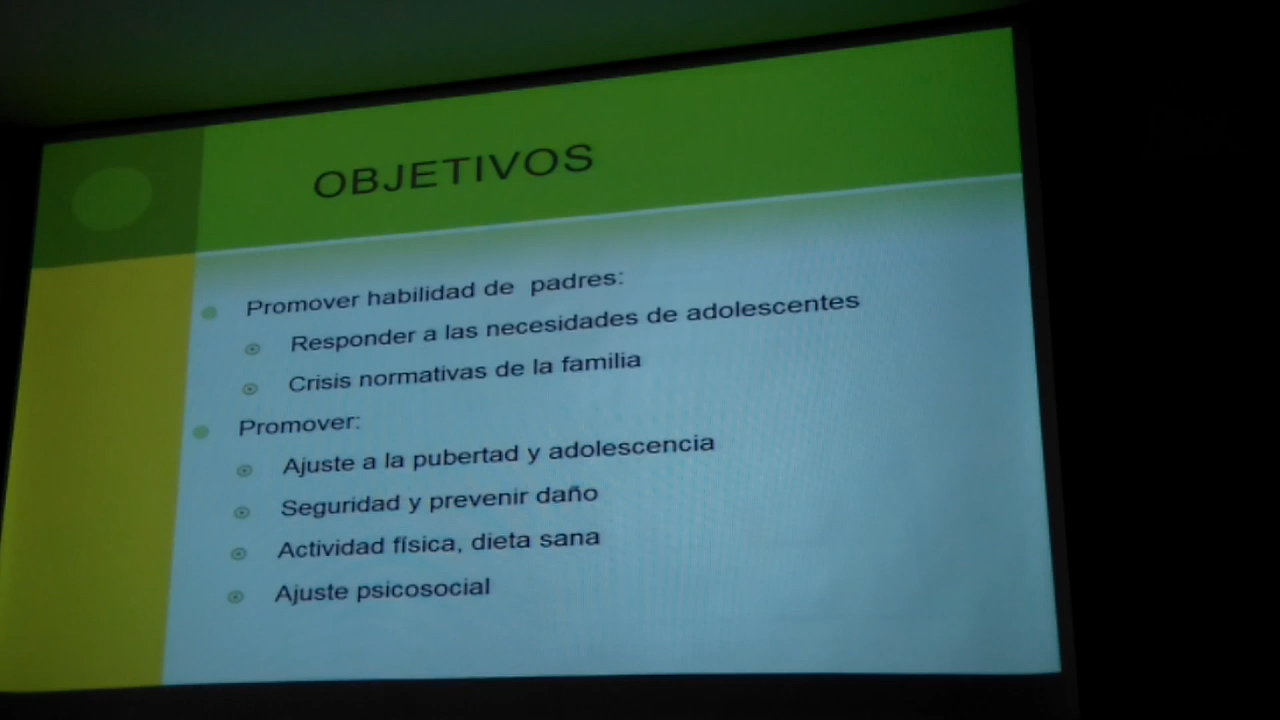 OBJETIVOS
Promover habilidad de padres:
Responder a las necesidades de adolescentes
Crisis normativas de la familia
Promover:
Ajuste a la pubertad y adolescencia
Seguridad y prevenir daño
Actividad física, dieta sana
Ajuste psicosocial